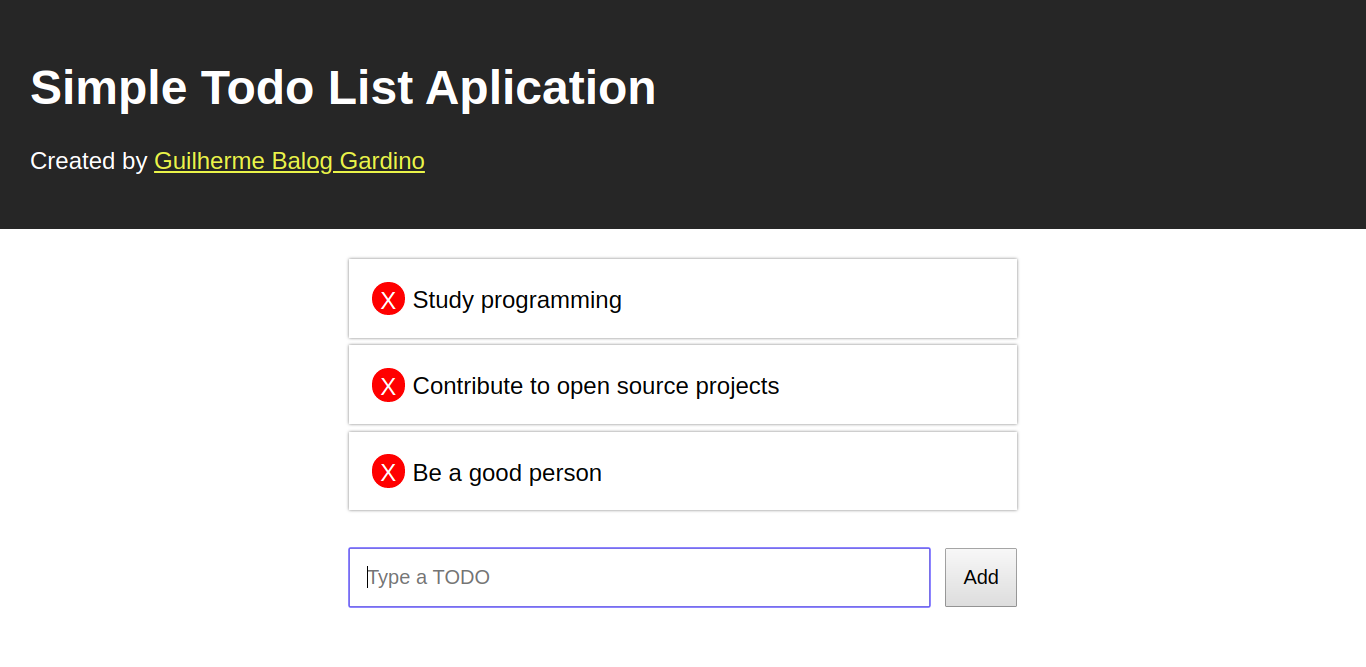 Simple Todo List Aplication
Created by Guilherme Balog Gardino
X Study programming
X Contribute to open source projects
X Be a good person
Type a TODO
Add